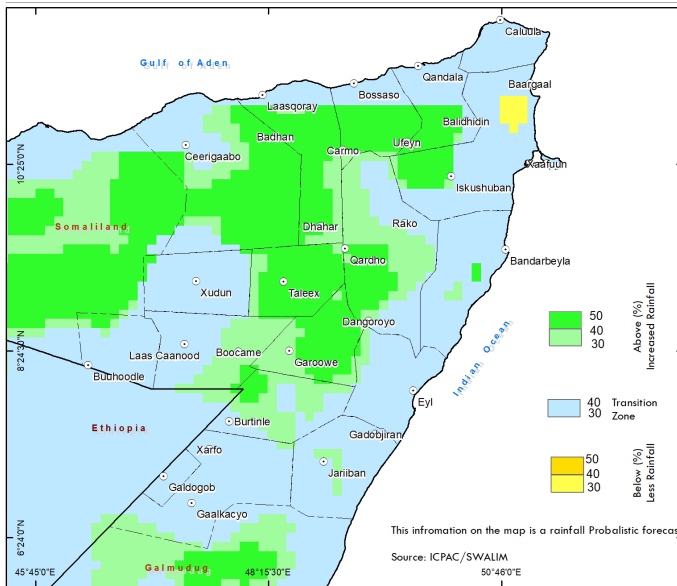 Caluula
Gulf of Aden
Qandala
Bossaso
Baargaal
Laasqoray
Balidhidin
Badhan
Ufeyn
Carmo
Ceerigaabo
Xaafuun
Iskushuban
10°25'0"N
Somaliland
Dhahar
Rako
Qardho
Bandarbeyla
Xudun
Taleex
Dangoroyo
Laas Caanood
Boocame
Garoowe
Buuhoodle
8°24'30"N
Indian Ocean
Eyl
Burtinle
Ethiopia
Gadobjiran
Xarfo
Jariiban
Galdogob
Gaalkacyo
6°24'0"N
Galmudug
45°45'0"E
48°15'30"E
50°46'0"E
50
40
30
Above (%)
Increased Rainfall
40
30
Transition
Zone
50
40
30
Below (%)
Less Rainfall
This infromation on the map is a rainfall Probalistic forecas
Source: ICPAC/SWALIM